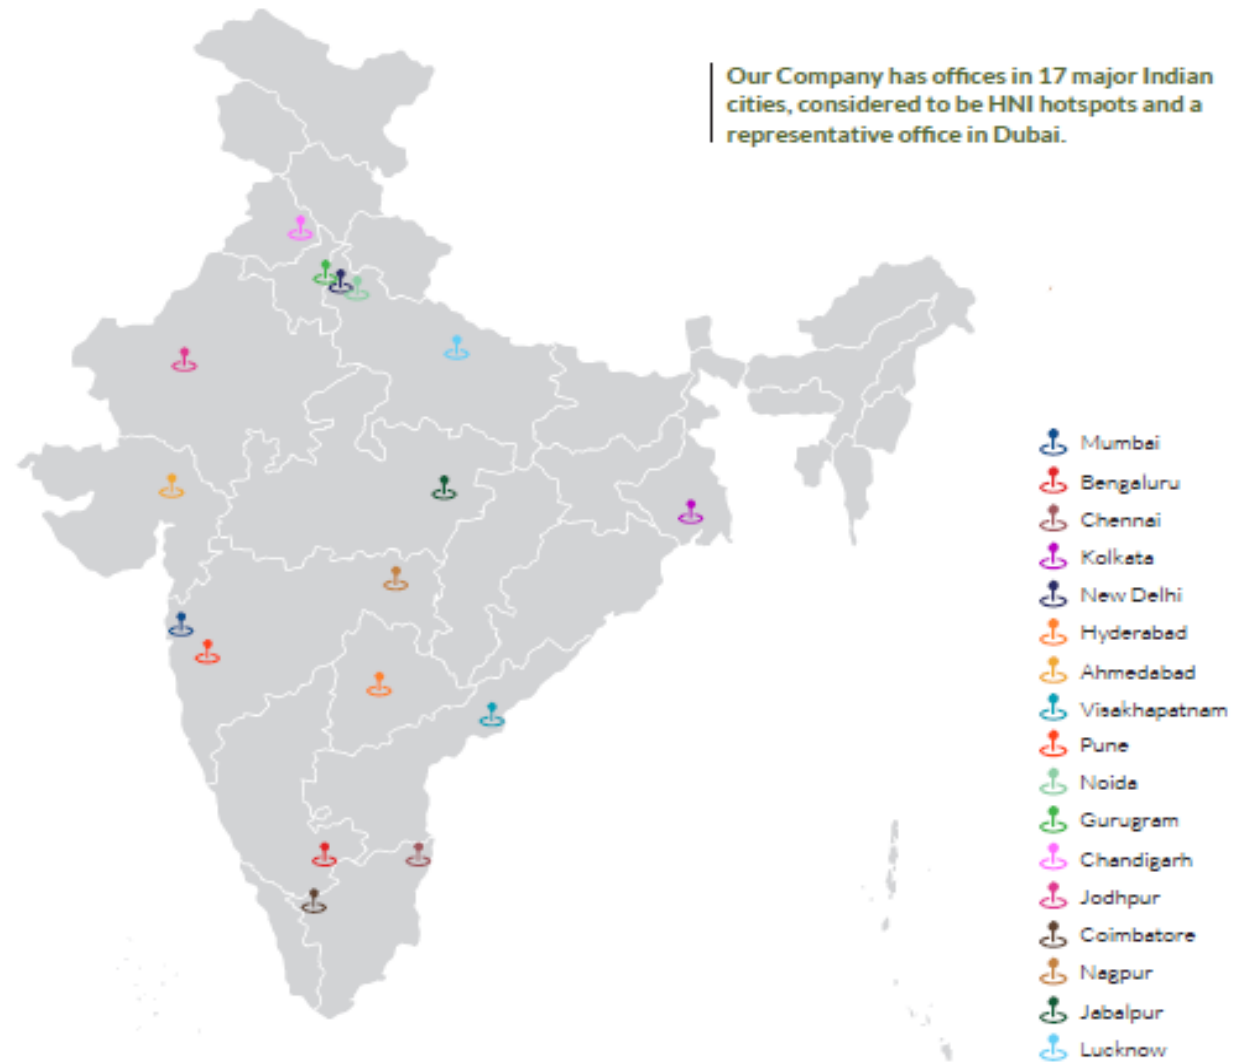 Our Company has offices in 17 major Indian
cities, considered to be HNI hotspots and a
representative office in Dubai.
Mumbai
Bengaluru
Chennai
Kolkata
New Delhi
Hyderabad
Ahmedabad
Visakhapatnam
Pune
Noida
Gurugram
Chandigarh
Jodhpur
Coimbatore
Nagpur
Jabalpur
Lucknow